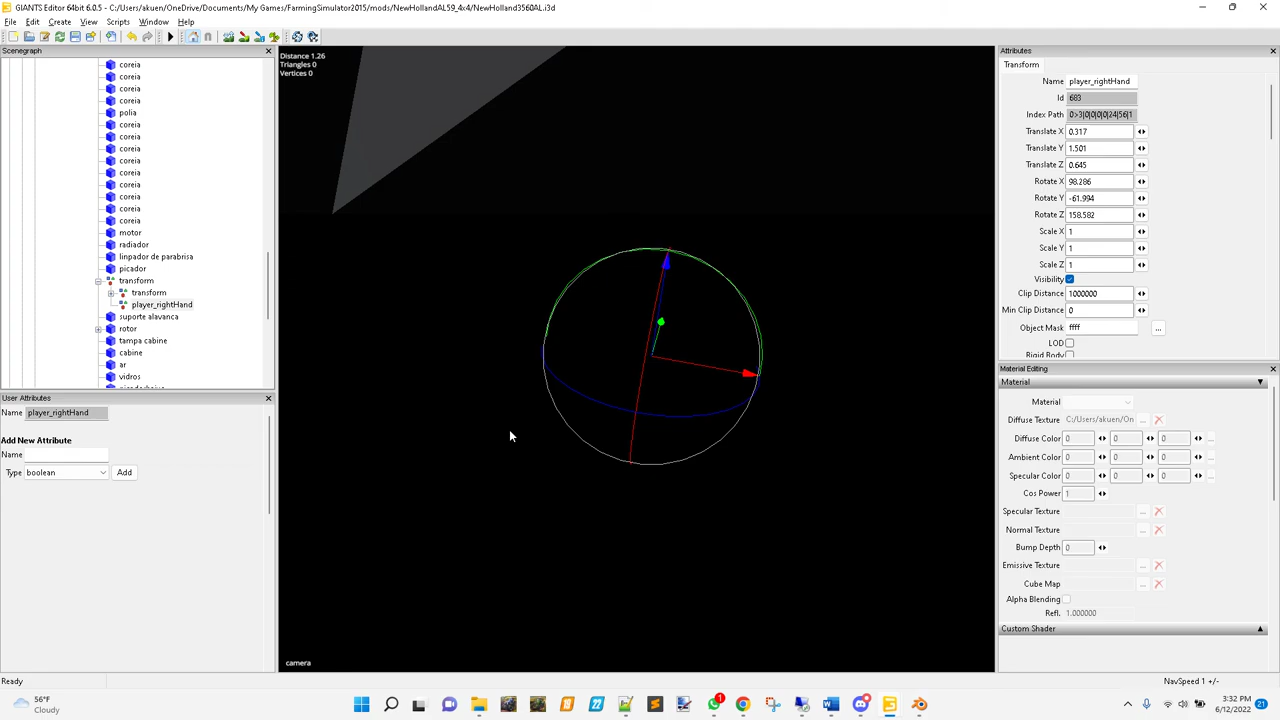 GIANTS Editor 64bit 6.0.5 - C:/Users/akuen/OneDrive/Documents/My Games/FarmingSimulator2015/mods/NewHollandAL59_4x4/NewHolland3560AL.i3d
File Edit Create View Scripts Window Help
Scenegraph
coreia
coreia
coreia
coreia
polia
coreia
coreia
coreia
coreia
coreia
coreia
coreia
coreia
coreia
motor
radiador
linpador de parabrisa
picador
transform
transform
player_rightHand
suporte alavanca
rotor
tampa cabine
cabine
ar
vidros
User Attributes
Name player_rightHand
Add New Attribute
Name
Type boolean Add
Distance 1.26
Triangles 0
Vertices 0
camera
Attributes
Transform
Name player_rightHand
Id 683
Index Path 0>3|0|0|0|0|24|56|1
Translate X 0.317
Translate Y 1.501
Translate Z 0.645
Rotate X 98.286
Rotate Y -61.994
Rotate Z 158.582
Scale X 1
Scale Y 1
Scale Z 1
Visibility
Clip Distance 1000000
Min Clip Distance 0
Object Mask ffff ...
LOD
Rigid Body
Material Editing
Material
Material
Diffuse Texture C:/Users/akuen/On ...
Diffuse Color 0 0 0 ...
Ambient Color 0 0 0 ...
Specular Color 0 0 0 ...
Cos Power 1
Specular Texture ...
Normal Texture ...
Bump Depth 0
Emissive Texture ...
Cube Map ...
Alpha Blending
Refl. 1.000000
Custom Shader
Ready
NavSpeed 1 +/-
56°F
Cloudy
1
3:32 PM
6/12/2022
21